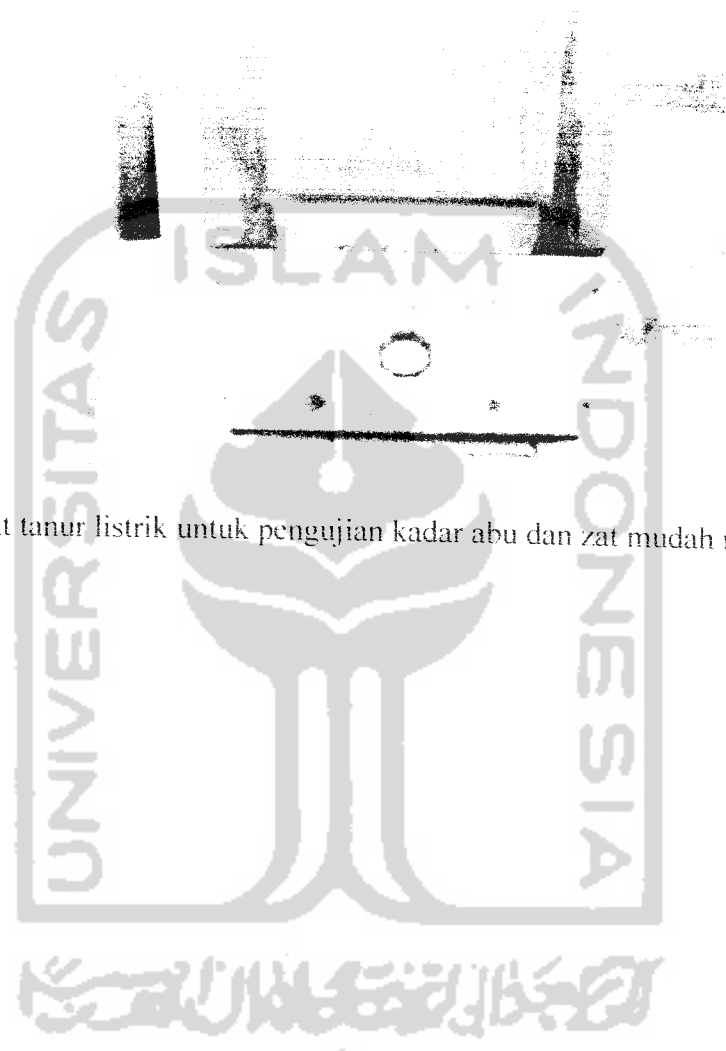 ISLAM
UNIVERSITAS
INDONESIA
tanur listrik untuk pengujian kadar abu dan zat mudah